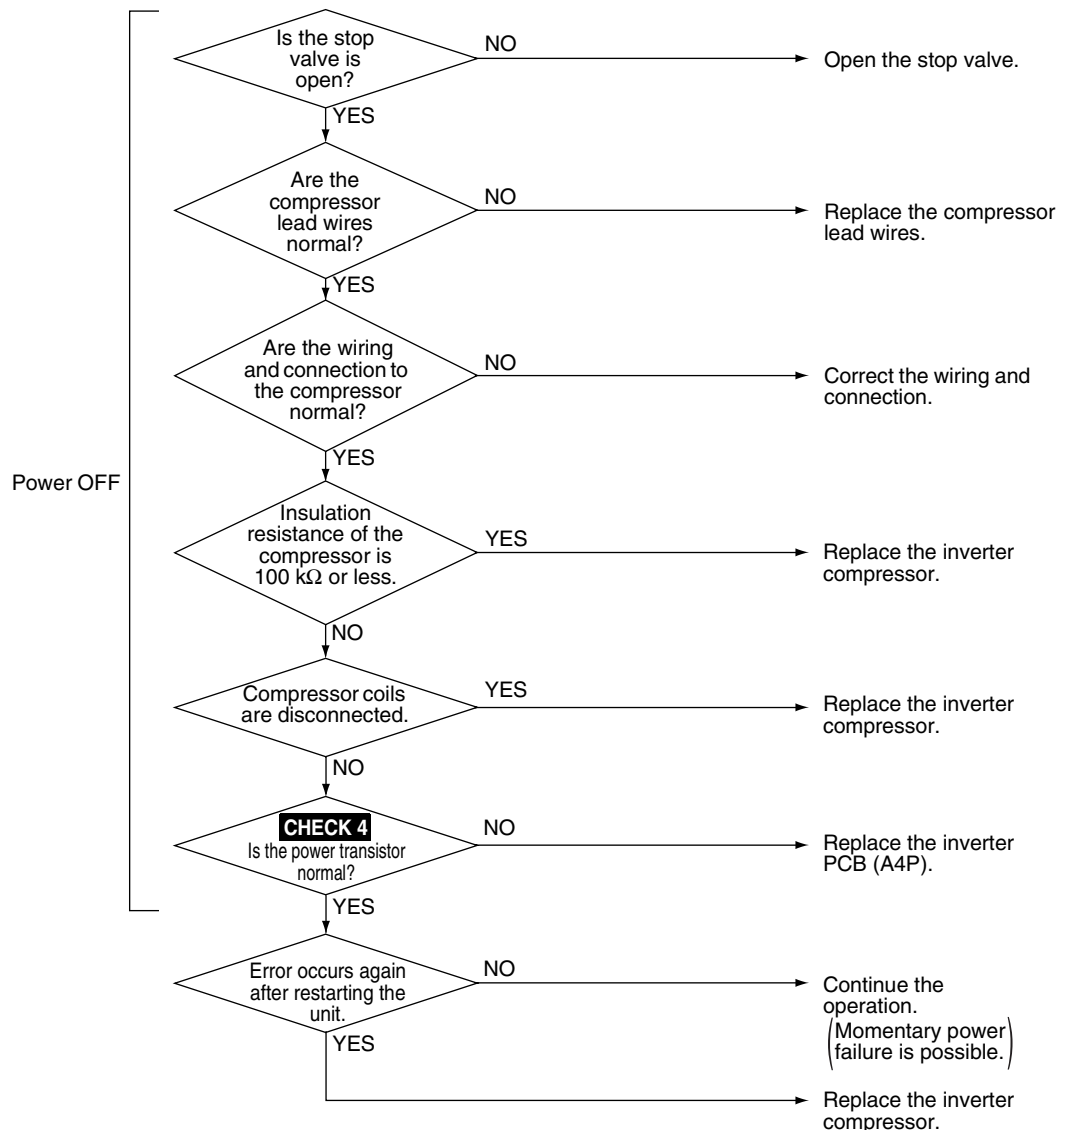 Is the stop
valve is
open?
NO
Open the stop valve.
YES
Are the
compressor
lead wires
normal?
NO
Replace the compressor
lead wires.
YES
Are the wiring
and connection to
the compressor
normal?
NO
Correct the wiring and
connection.
YES
Power OFF
Insulation
resistance of the
compressor is
100 kΩ or less.
YES
Replace the inverter
compressor.
NO
Compressor coils
are disconnected.
YES
Replace the inverter
compressor.
NO
CHECK 4
Is the power transistor
normal?
NO
Replace the inverter
PCB (A4P).
YES
Error occurs again
after restarting the
unit.
NO
Continue the
operation.
(Momentary power
failure is possible.)
YES
Replace the inverter
compressor.